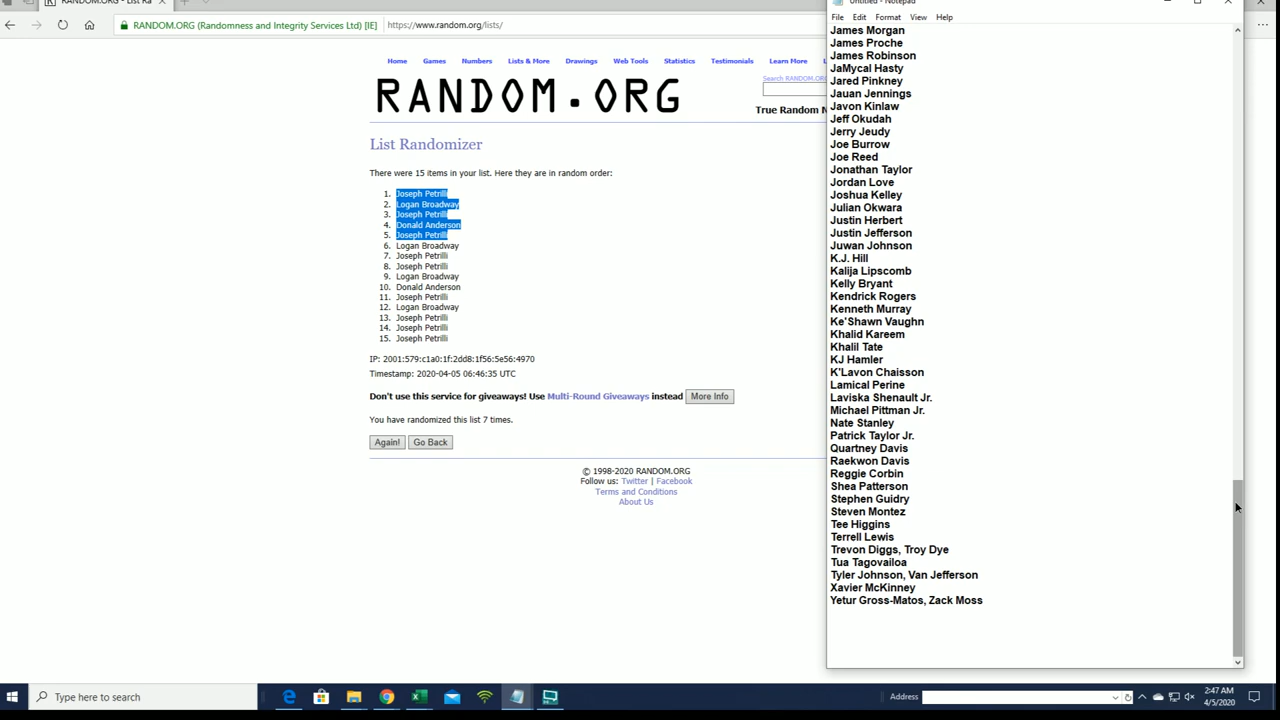 RANDOM.ORG - List Ra
RANDOM.ORG (Randomness and Integrity Services Ltd) [IE]
https://www.random.org/lists/
Home Games Numbers Lists & More Drawings Web Tools Statistics Testimonials Learn More
Search RANDOM.OR
RANDOM.ORG
True Random N
List Randomizer
There were 15 items in your list. Here they are in random order:
1. Joseph Petrilli
2. Logan Broadway
3. Joseph Petrilli
4. Donald Anderson
5. Joseph Petrilli
6. Logan Broadway
7. Joseph Petrilli
8. Joseph Petrilli
9. Logan Broadway
10. Donald Anderson
11. Joseph Petrilli
12. Logan Broadway
13. Joseph Petrilli
14. Joseph Petrilli
15. Joseph Petrilli
IP: 2001:579:c1a0:1f:2dd8:1f56:5e56:4970
Timestamp: 2020-04-05 06:46:35 UTC
Don't use this service for giveaways! Use Multi-Round Giveaways instead More Info
You have randomized this list 7 times.
Again! Go Back
© 1998-2020 RANDOM.ORG
Follow us: Twitter | Facebook
Terms and Conditions
About Us
Untitled - Notepad
File Edit Format View Help
James Morgan
James Proche
James Robinson
JaMycal Hasty
Jared Pinkney
Jauan Jennings
Javon Kinlaw
Jeff Okudah
Jerry Jeudy
Joe Burrow
Joe Reed
Jonathan Taylor
Jordan Love
Joshua Kelley
Julian Okwara
Justin Herbert
Justin Jefferson
Juwan Johnson
K.J. Hill
Kalija Lipscomb
Kelly Bryant
Kendrick Rogers
Kenneth Murray
Ke'Shawn Vaughn
Khalid Kareem
Khalil Tate
KJ Hamler
K'Lavon Chaisson
Lamical Perine
Laviska Shenault Jr.
Michael Pittman Jr.
Nate Stanley
Patrick Taylor Jr.
Quartney Davis
Raekwon Davis
Reggie Corbin
Shea Patterson
Stephen Guidry
Steven Montez
Tee Higgins
Terrell Lewis
Trevon Diggs, Troy Dye
Tua Tagovailoa
Tyler Johnson, Van Jefferson
Xavier McKinney
Yetur Gross-Matos, Zack Moss
Type here to search
Address
2:47 AM
4/5/2020